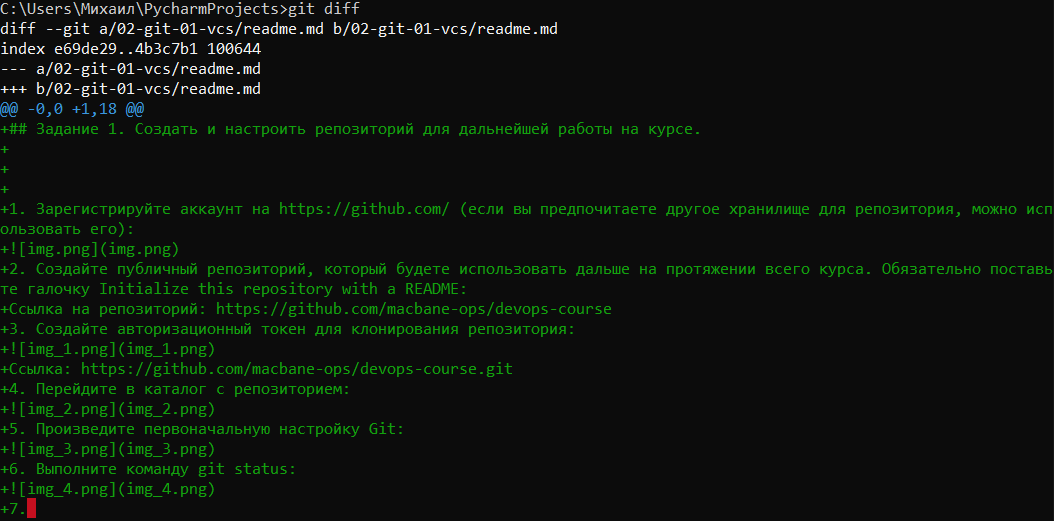 C:\Users\Михаил\PycharmProjects>git diff
diff --git a/02-git-01-vcs/readme.md b/02-git-01-vcs/readme.md
index e69de29..4b3c7b1 100644
--- a/02-git-01-vcs/readme.md
+++ b/02-git-01-vcs/readme.md
@@ -0,0 +1,18 @@
+## Задание 1. Создать и настроить репозиторий для дальнейшей работы на курсе.
+
+
+
+1. Зарегистрируйте аккаунт на https://github.com/ (если вы предпочитаете другое хранилище для репозитория, можно исп
ользовать его):
+![img.png](img.png)
+2. Создайте публичный репозиторий, который будете использовать дальше на протяжении всего курса. Обязательно поставь
те галочку Initialize this repository with a README:
+Ссылка на репозиторий: https://github.com/macbane-ops/devops-course
+3. Создайте авторизационный токен для клонирования репозитория:
+![img_1.png](img_1.png)
+Ссылка: https://github.com/macbane-ops/devops-course.git
+4. Перейдите в каталог с репозиторием:
+![img_2.png](img_2.png)
+5. Произведите первоначальную настройку Git:
+![img_3.png](img_3.png)
+6. Выполните команду git status:
+![img_4.png](img_4.png)
+7.